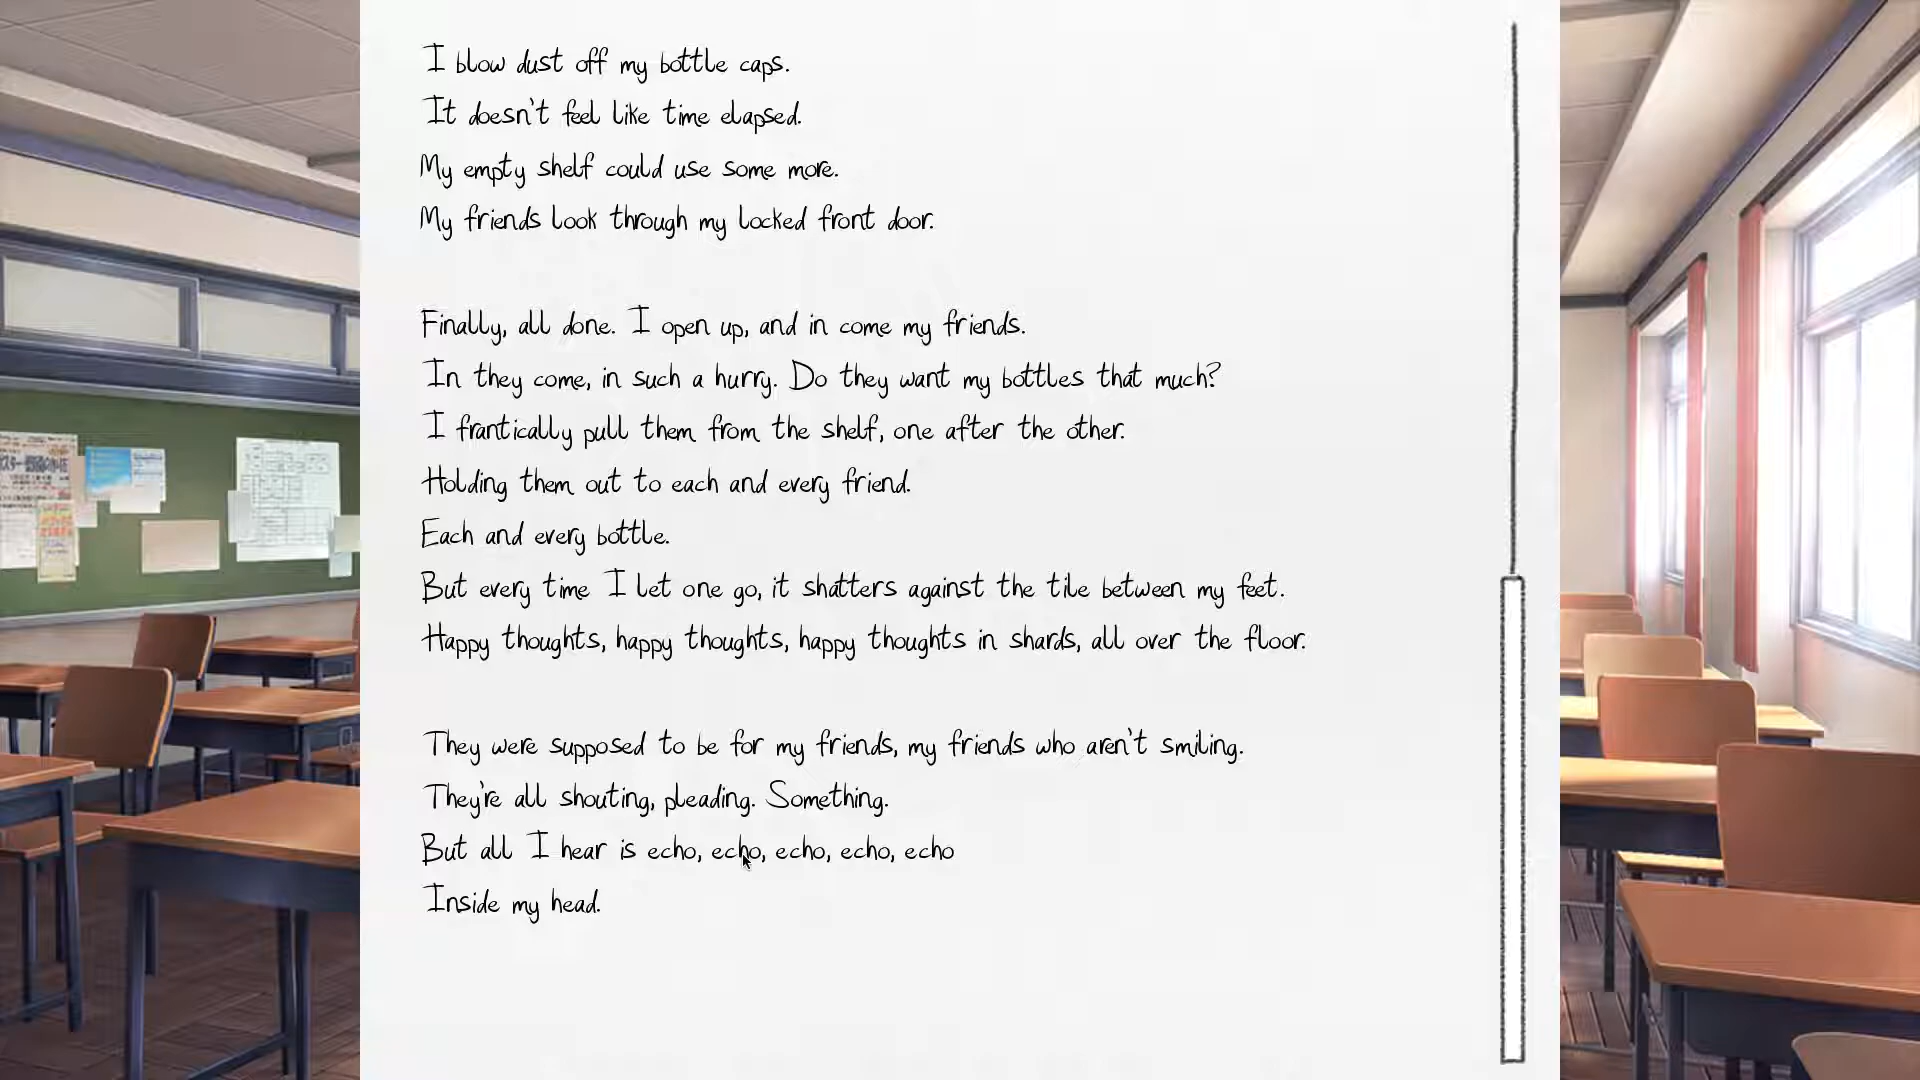 I blow dust off my bottle caps.
It doesn't feel like time elapsed.
My empty shelf could use some more.
My friends look through my locked front door.
Finally, all done. I open up, and in come my friends.
In they come, in such a hurry. Do they want my bottles that much?
I frantically pull them from the shelf, one after the other.
Holding them out to each and every friend.
Each and every bottle.
But every time I let one go, it shatters against the tile between my feet.
Happy thoughts, happy thoughts, happy thoughts in shards, all over the floor.
They were supposed to be for my friends, my friends who aren't smiling.
They're all shouting, pleading. Something.
But all I hear is echo, echo, echo, echo, echo
Inside my head.